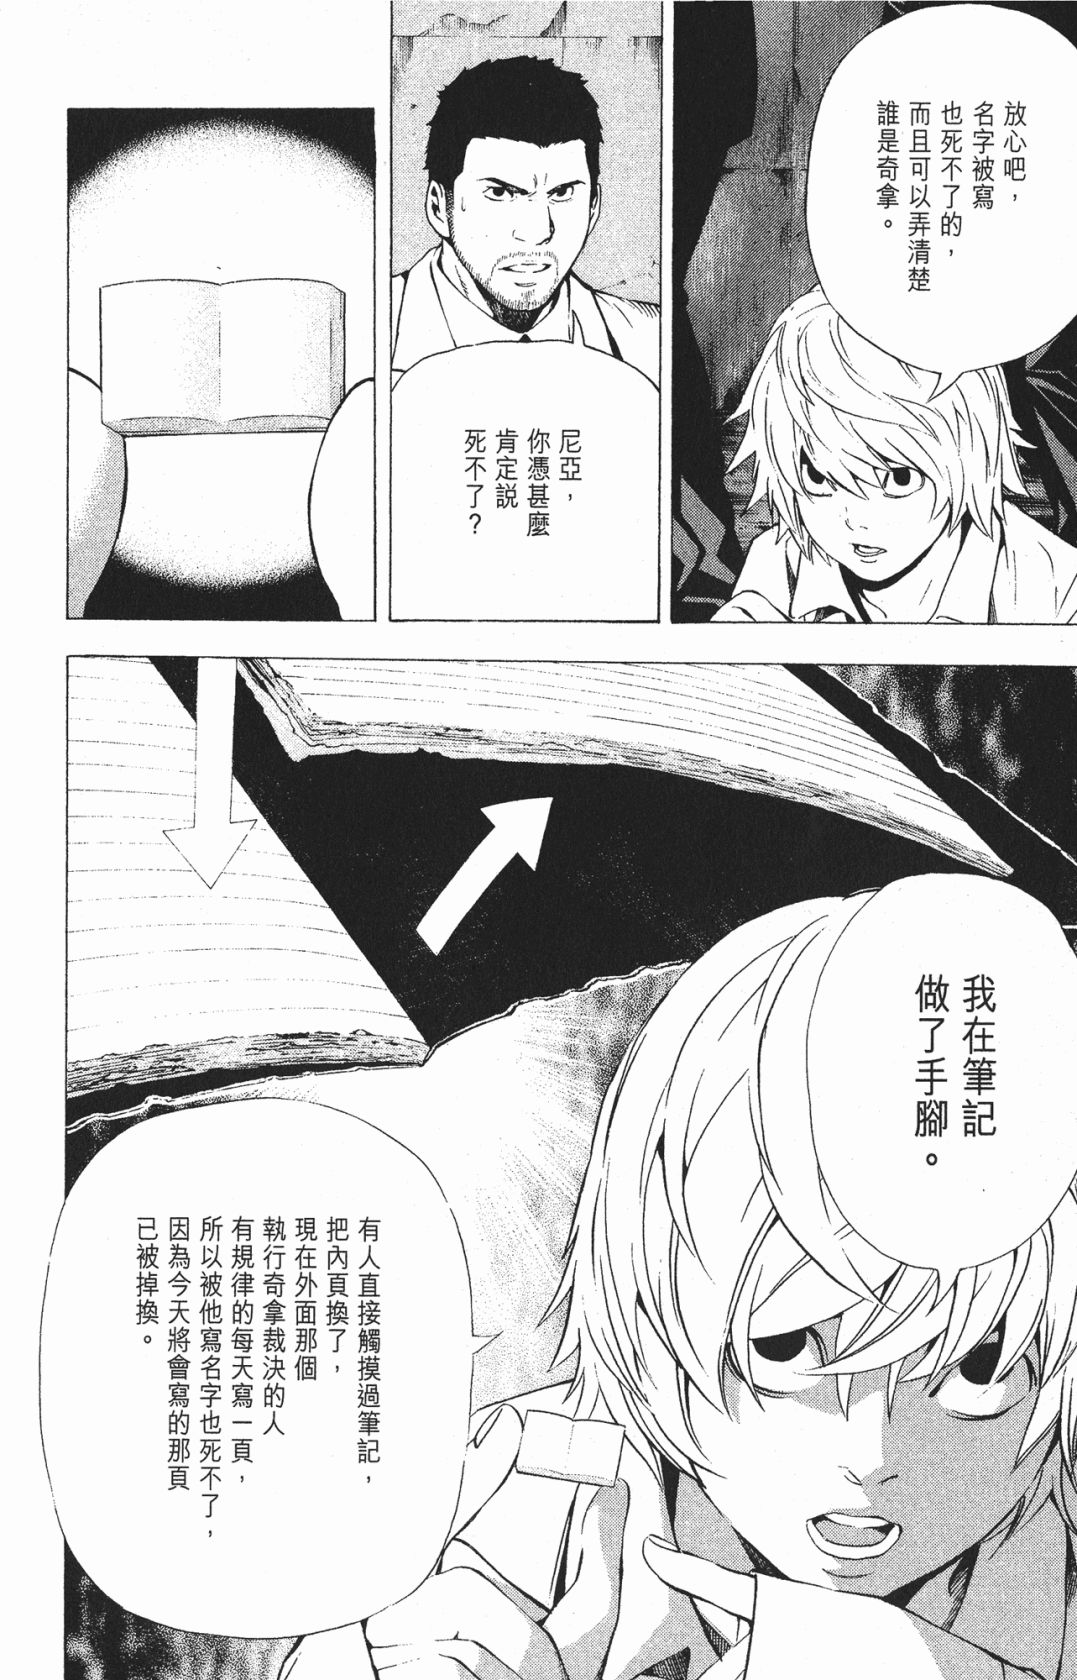 放心吧，
名字被寫
也死不了的，
而且可以弄清楚
誰是奇拿。
尼亞，
你憑甚麼
肯定說
死不了？
我在筆記
做了手腳。
有人直接觸摸過筆記，
把內頁換了，
現在外面那個
執行奇拿裁決的人
有規律的每天寫一頁，
所以被他寫名字也死不了，
因為今天將會寫的那頁
已被掉換。